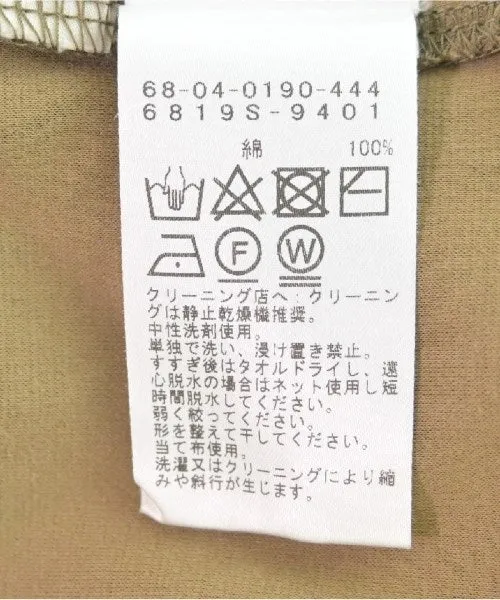 68-04-0190-444
6819S-9401
綿 100%
F W
クリーニング店へ:クリーニン
グは静止乾燥機推奨。
中性洗剤使用。
単独で洗い、浸け置き禁止。
すすぎ後はタオルドライし、遠
心脱水の場合はネット使用し短
時間脱水してください。
弱く絞ってください。
形を整えて干してください。
当て布使用。
洗濯又はクリーニングにより縮
みや斜行が生じます。